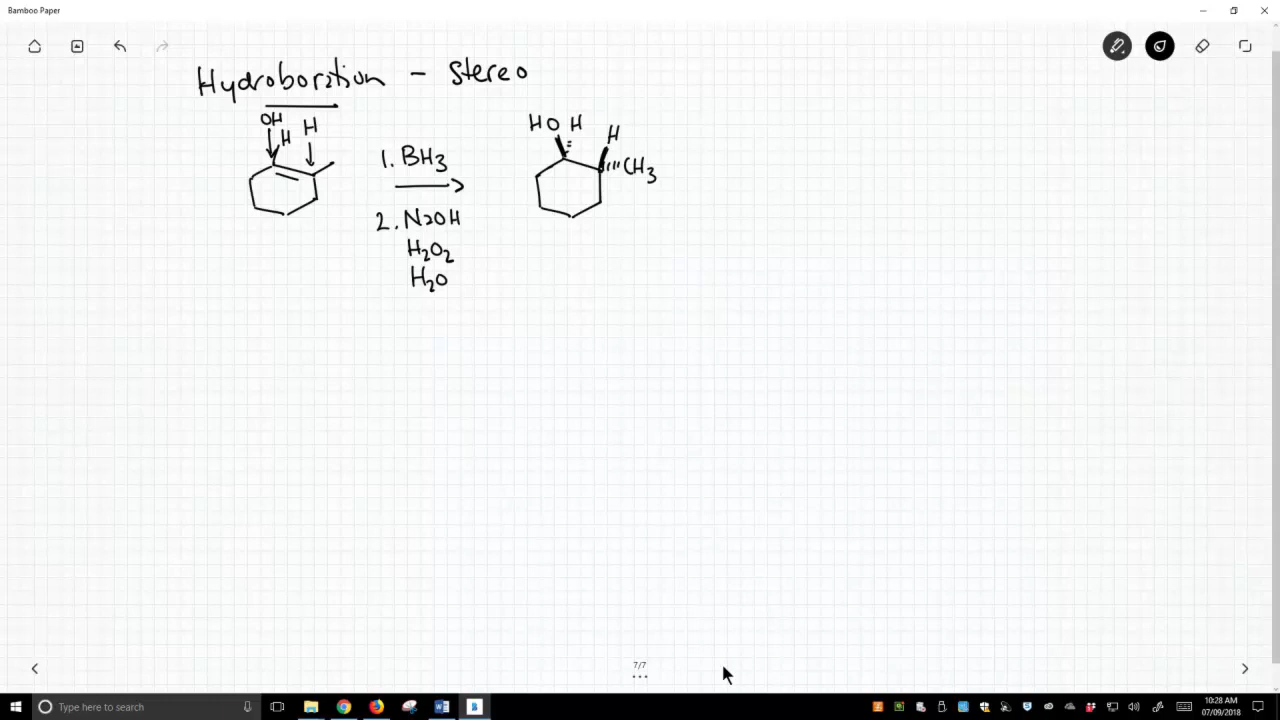 Bamboo Paper
Hydroboration - Stereo
OH
H H
1. BH3
2. NaOH
H2O2
H2O
HO H
H
CH3
7/7
Type here to search
10:28 AM
07/09/2018